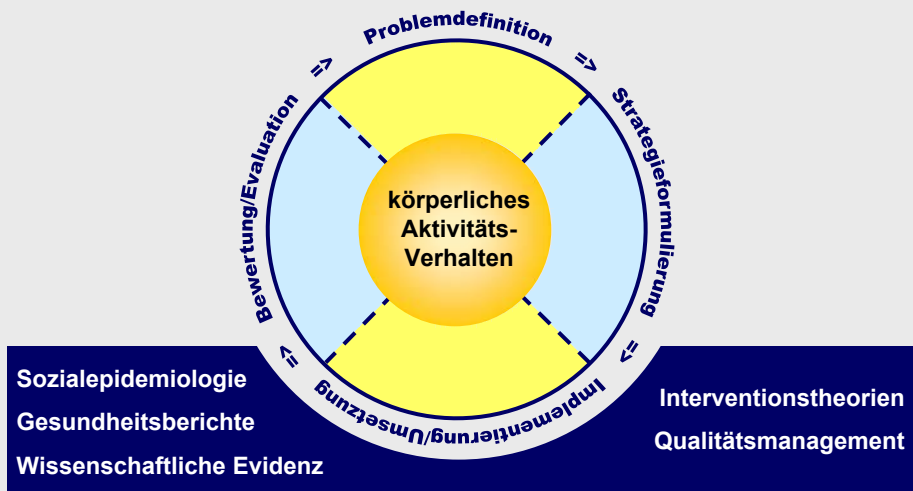 Problemdefinition
=>
Strategieformulierung
=>
Implementierung/Umsetzung
=>
Bewertung/Evaluation
=>
körperliches
Aktivitäts-
Verhalten
Sozialepidemiologie
Gesundheitsberichte
Wissenschaftliche Evidenz
Interventionstheorien
Qualitätsmanagement